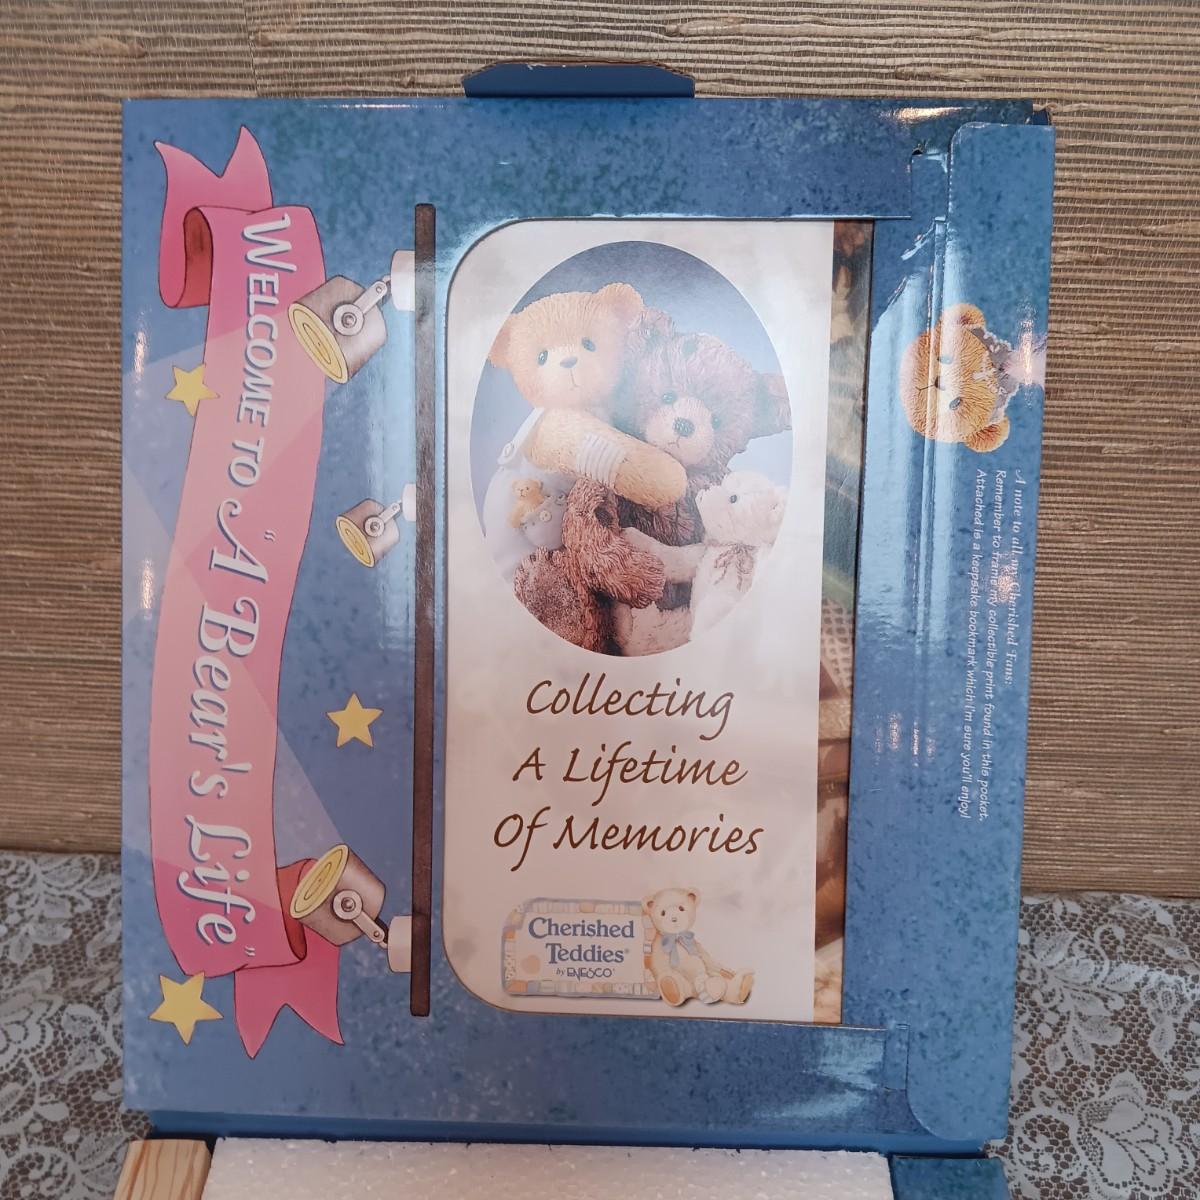 WELCOME TO "A Bear's Life"
Collecting
A Lifetime
Of Memories
Cherished
Teddies®
by ENESCO®
A note to all my Cherished Fans:
Remember to frame my collectible print found in this pocket.
Attached is a keepsake bookmark which I'm sure you'll enjoy!